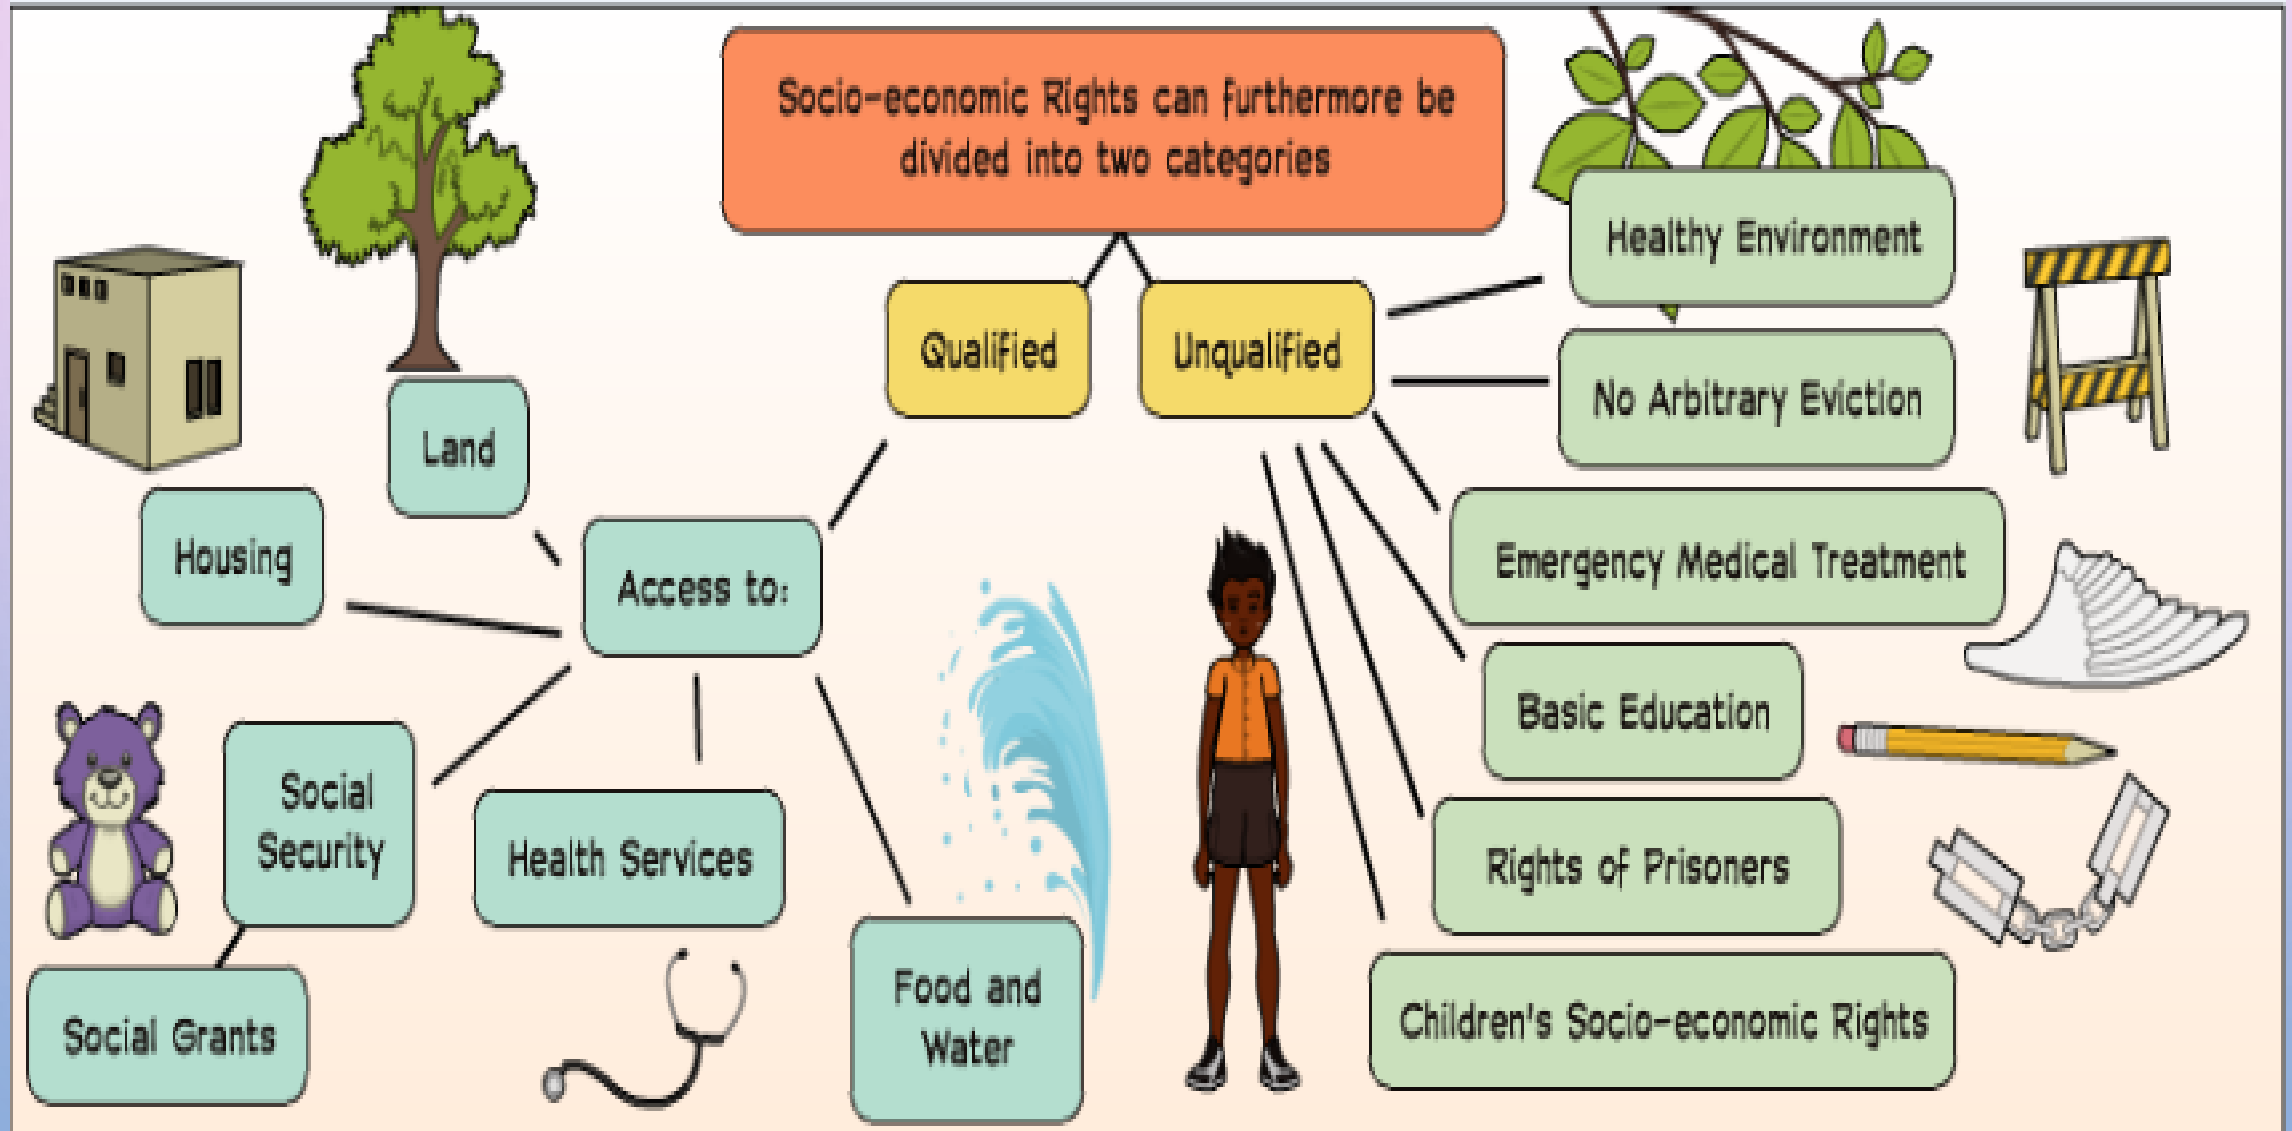 Socio-economic Rights can furthermore be
divided into two categories
Qualified
Unqualified
Access to:
Land
Housing
Social
Security
Social Grants
Health Services
Food and
Water
Healthy Environment
No Arbitrary Eviction
Emergency Medical Treatment
Basic Education
Rights of Prisoners
Children's Socio-economic Rights